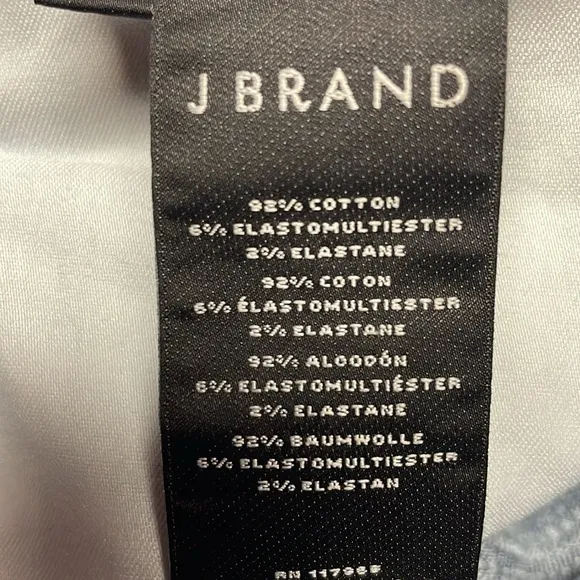 J BRAND
92% COTTON
6% ELASTOMULTIESTER
2% ELASTANE
92% COTON
6% ÉLASTOMULTIESTER
2% ELASTANE
92% ALGODÓN
6% ELASTOMULTIÉSTER
2% ELASTANE
92% BAUMWOLLE
6% ELASTOMULTIESTER
2% ELASTAN
RN